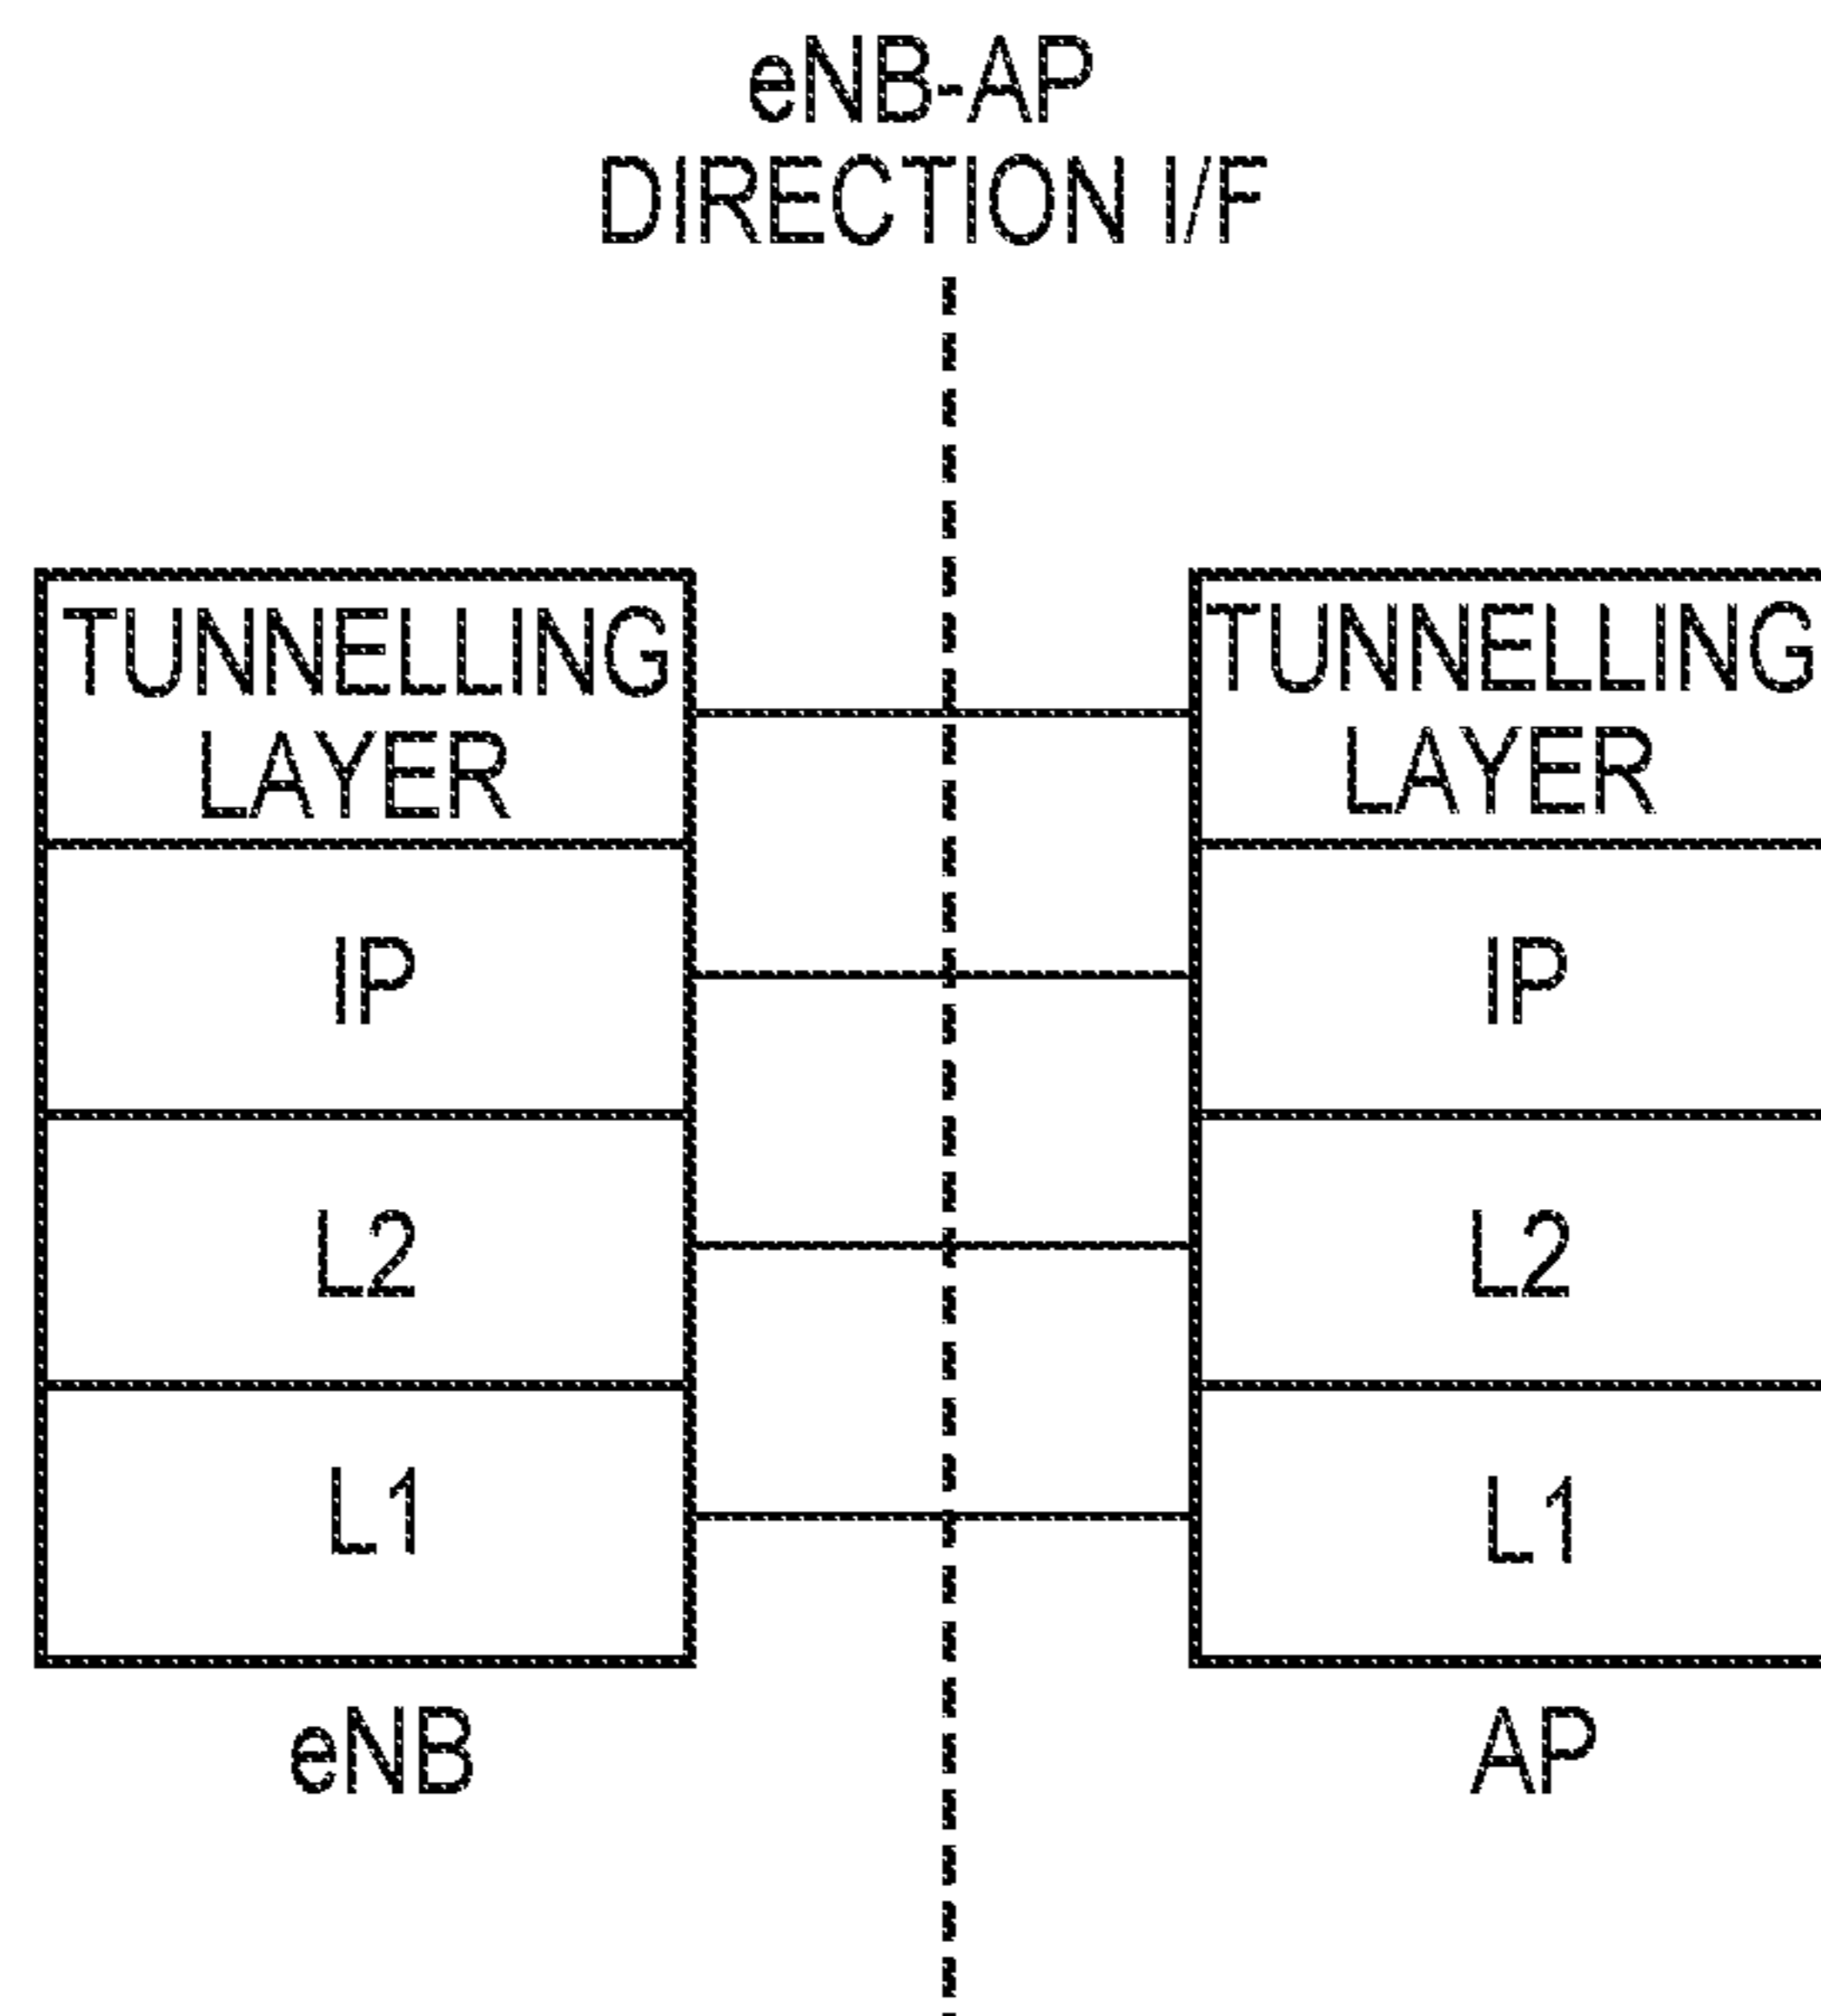 eNB-AP
DIRECTION I/F
TUNNELLING
LAYER
IP
L2
L1
eNB
TUNNELLING
LAYER
IP
L2
L1
AP